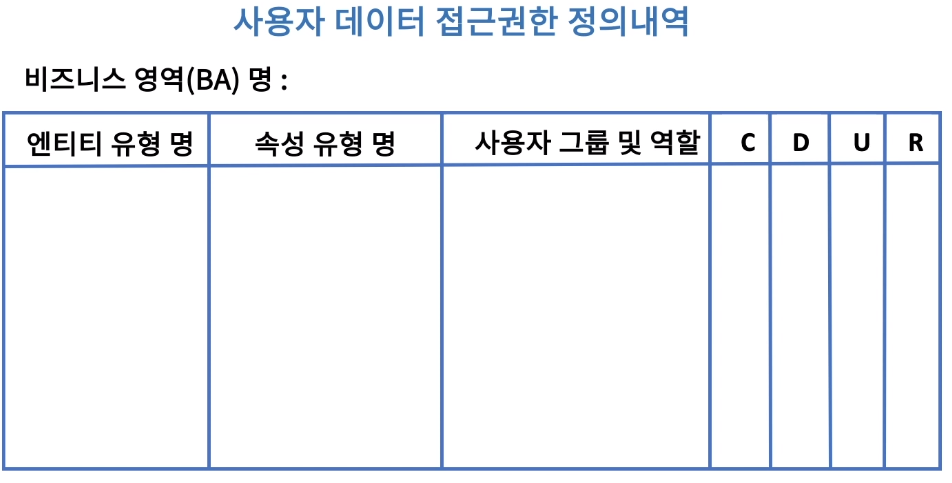 사용자 데이터 접근권한 정의내역
비즈니스 영역(BA) 명 :
엔티티 유형 명 속성 유형 명 사용자 그룹 및 역할 C D U R